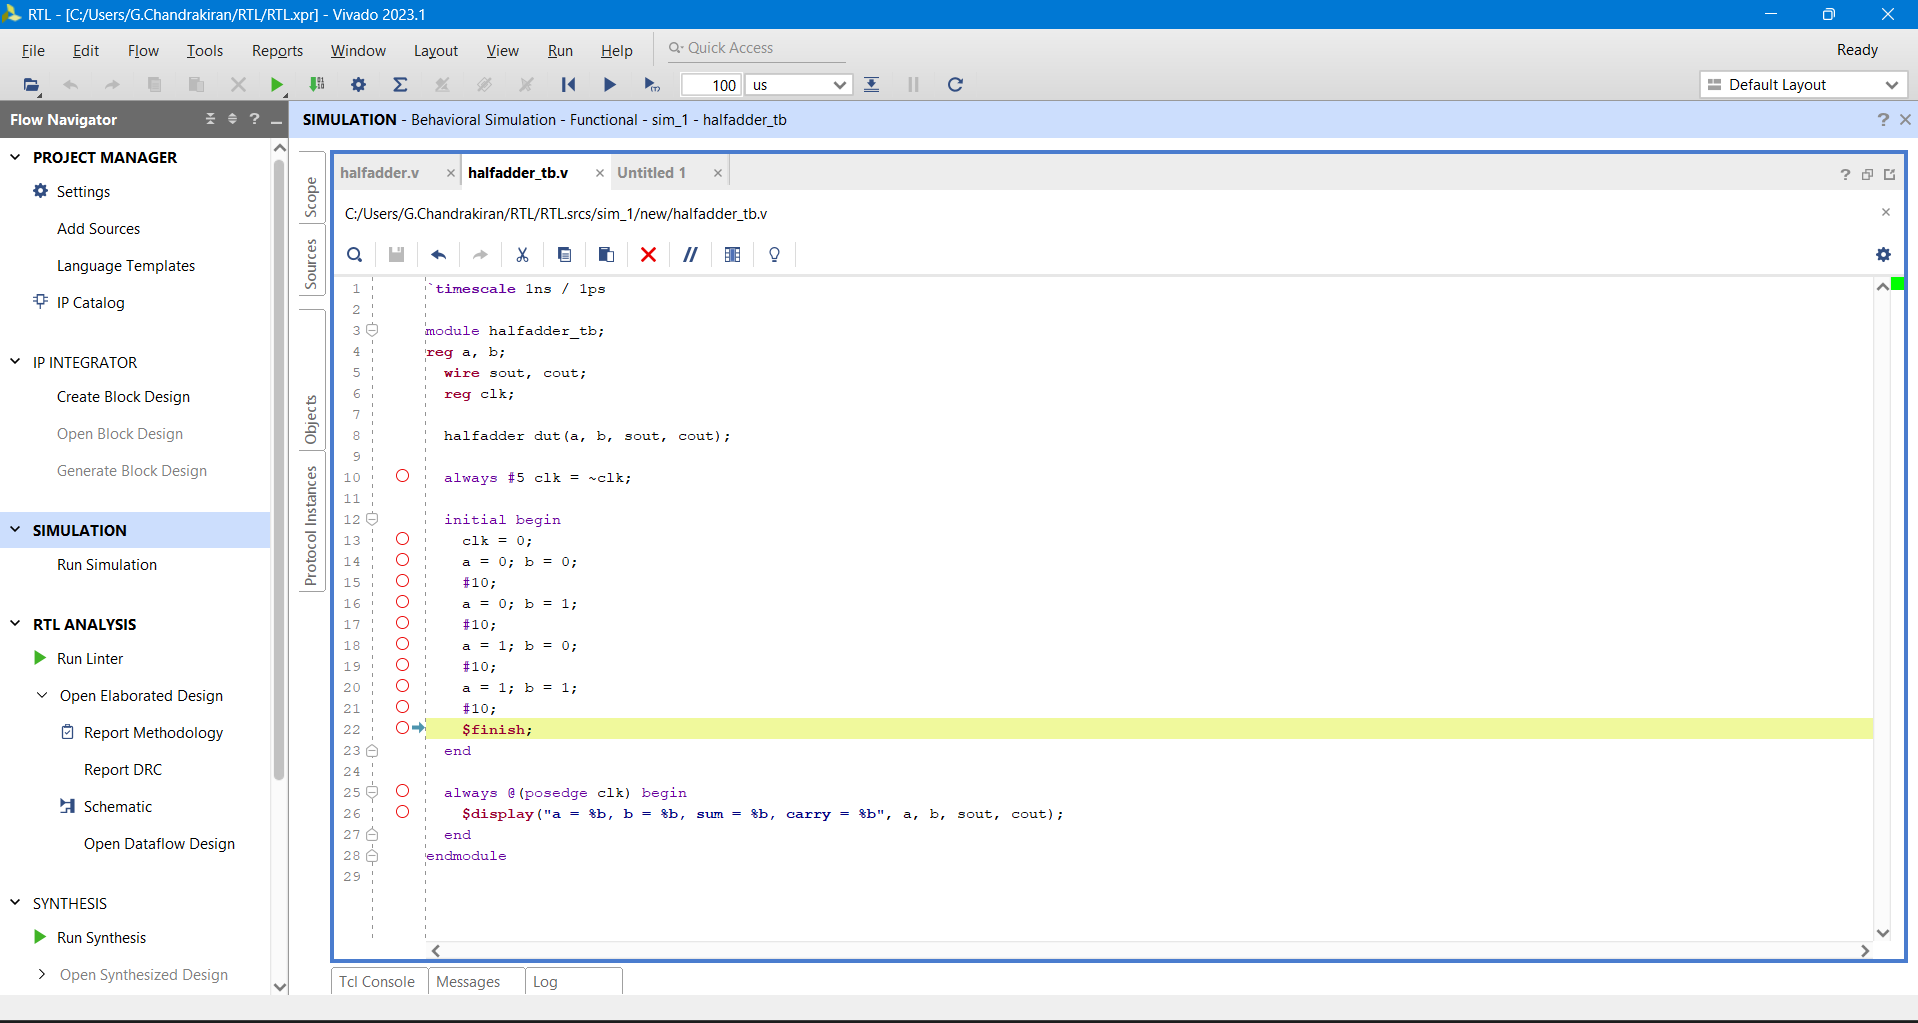 RTL - [C:/Users/G.Chandrakiran/RTL/RTL.xpr] - Vivado 2023.1
File Edit Flow Tools Reports Window Layout View Run Help Quick Access Ready
100 us Default Layout
Flow Navigator
SIMULATION - Behavioral Simulation - Functional - sim_1 - halfadder_tb
PROJECT MANAGER
Settings
Add Sources
Language Templates
IP Catalog
IP INTEGRATOR
Create Block Design
Open Block Design
Generate Block Design
SIMULATION
Run Simulation
RTL ANALYSIS
Run Linter
Open Elaborated Design
Report Methodology
Report DRC
Schematic
Open Dataflow Design
SYNTHESIS
Run Synthesis
Open Synthesized Design
Scope
Sources
Objects
Protocol Instances
halfadder.v halfadder_tb.v Untitled 1
C:/Users/G.Chandrakiran/RTL/RTL.srcs/sim_1/new/halfadder_tb.v
1 `timescale 1ns / 1ps
2
3 module halfadder_tb;
4 reg a, b;
5 wire sout, cout;
6 reg clk;
7
8 halfadder dut(a, b, sout, cout);
9
10 always #5 clk = ~clk;
11
12 initial begin
13 clk = 0;
14 a = 0; b = 0;
15 #10;
16 a = 0; b = 1;
17 #10;
18 a = 1; b = 0;
19 #10;
20 a = 1; b = 1;
21 #10;
22 $finish;
23 end
24
25 always @(posedge clk) begin
26 $display("a = %b, b = %b, sum = %b, carry = %b", a, b, sout, cout);
27 end
28 endmodule
29
Tcl Console Messages Log